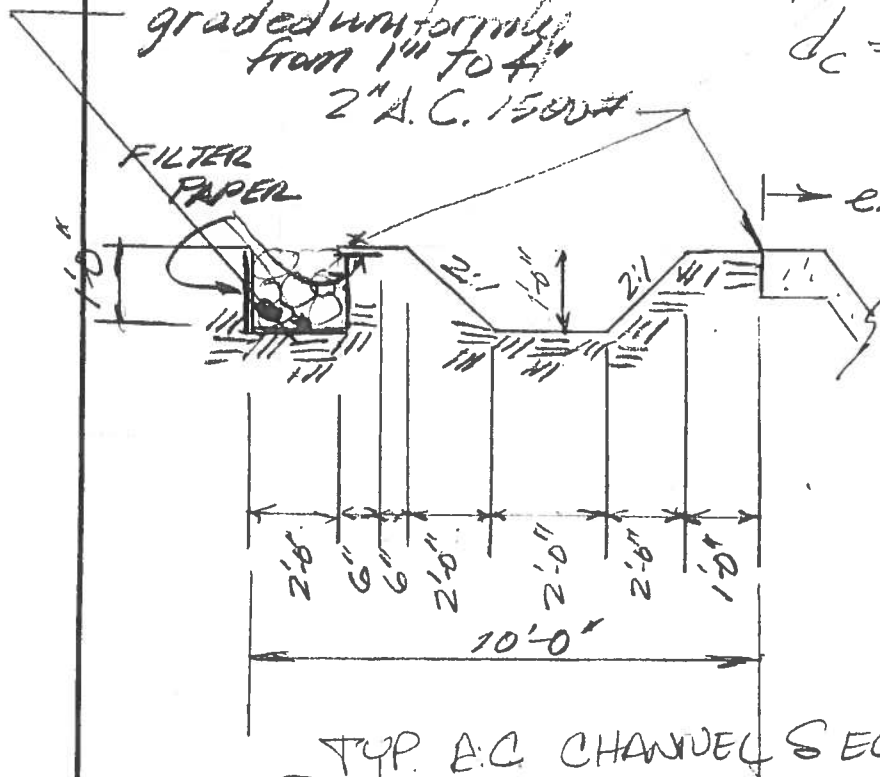 graded uniformly
from 1" to 4"
2" A.C. 1500#
d_c =
FILTER
PAPER
1'-0"
2:1
1'-0"
2:1
2'-0"
6"
6"
2'-0"
2'-0"
2'-0"
1'-0"
10'-0"
TYP. A.C. CHANNEL SEC